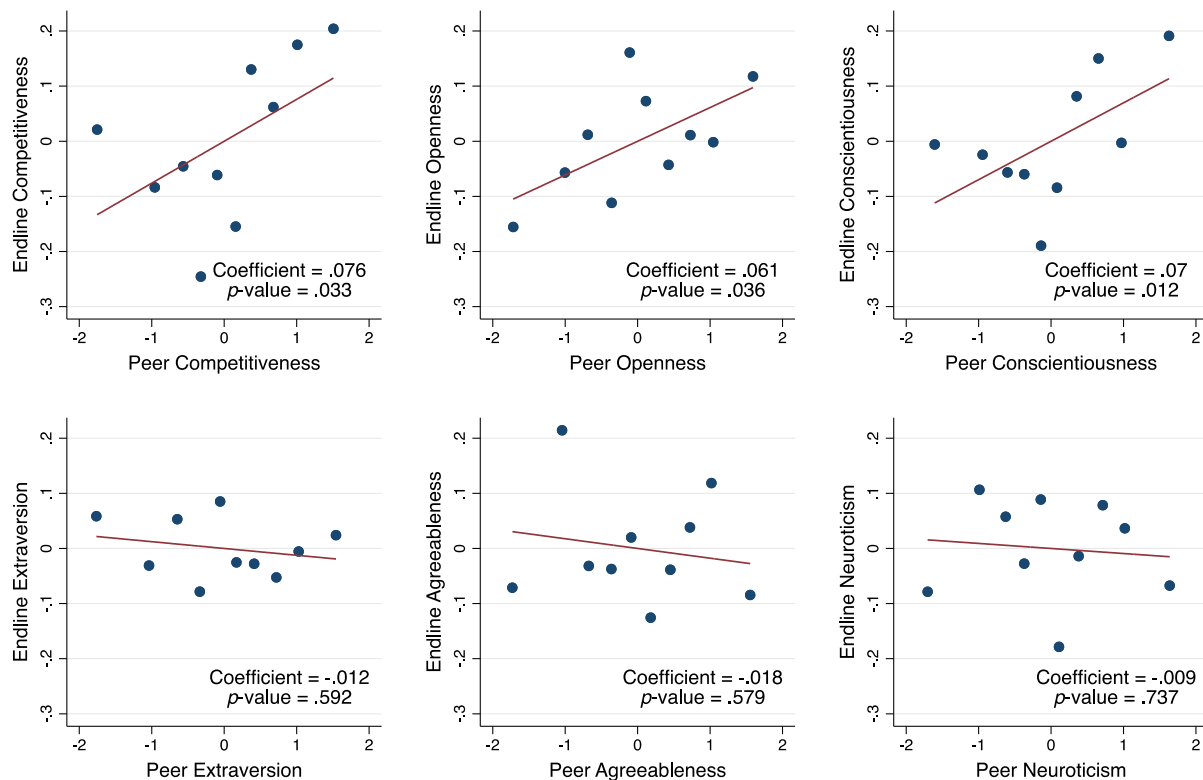 Endline Competitiveness
.2
.1
0
-.1
-.2
-.3
Coefficient = .076
p-value = .033
-2 -1 0 1 2
Peer Competitiveness
Endline Openness
.2
.1
0
-.1
-.2
-.3
Coefficient = .061
p-value = .036
-2 -1 0 1 2
Peer Openness
Endline Conscientiousness
.2
.1
0
-.1
-.2
-.3
Coefficient = .07
p-value = .012
-2 -1 0 1 2
Peer Conscientiousness
Endline Extraversion
.2
.1
0
-.1
-.2
-.3
Coefficient = -.012
p-value = .592
-2 -1 0 1 2
Peer Extraversion
Endline Agreeableness
.2
.1
0
-.1
-.2
-.3
Coefficient = -.018
p-value = .579
-2 -1 0 1 2
Peer Agreeableness
Endline Neuroticism
.2
.1
0
-.1
-.2
-.3
Coefficient = -.009
p-value = .737
-2 -1 0 1 2
Peer Neuroticism